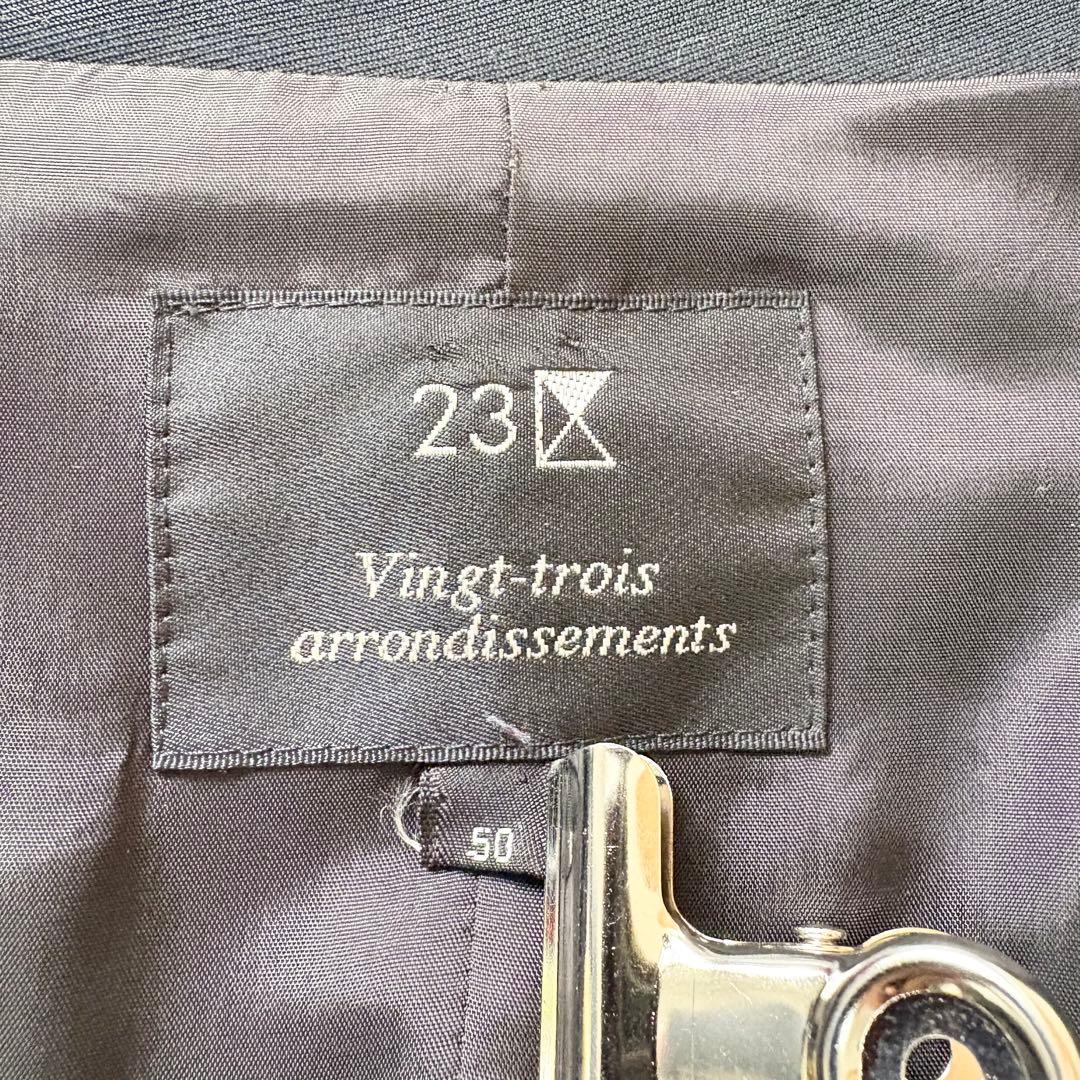 23
Vingt-trois
arrondissements
50